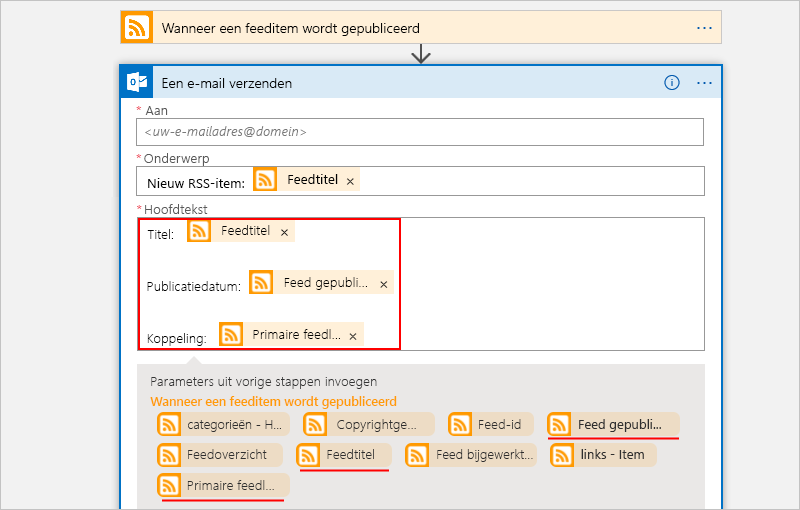 Wanneer een feeditem wordt gepubliceerd ...
Een e-mail verzenden ...
* Aan
<uw-e-mailadres@domein>
* Onderwerp
Nieuw RSS-item: Feedtitel ×
* Hoofdtekst
Titel: Feedtitel ×
Publicatiedatum: Feed gepubli... ×
Koppeling: Primaire feedl... ×
Parameters uit vorige stappen invoegen
Wanneer een feeditem wordt gepubliceerd
categorieën - H... Copyrightge... Feed-id Feed gepubli...
Feedoverzicht Feedtitel Feed bijgewerkt... links - Item
Primaire feedl...